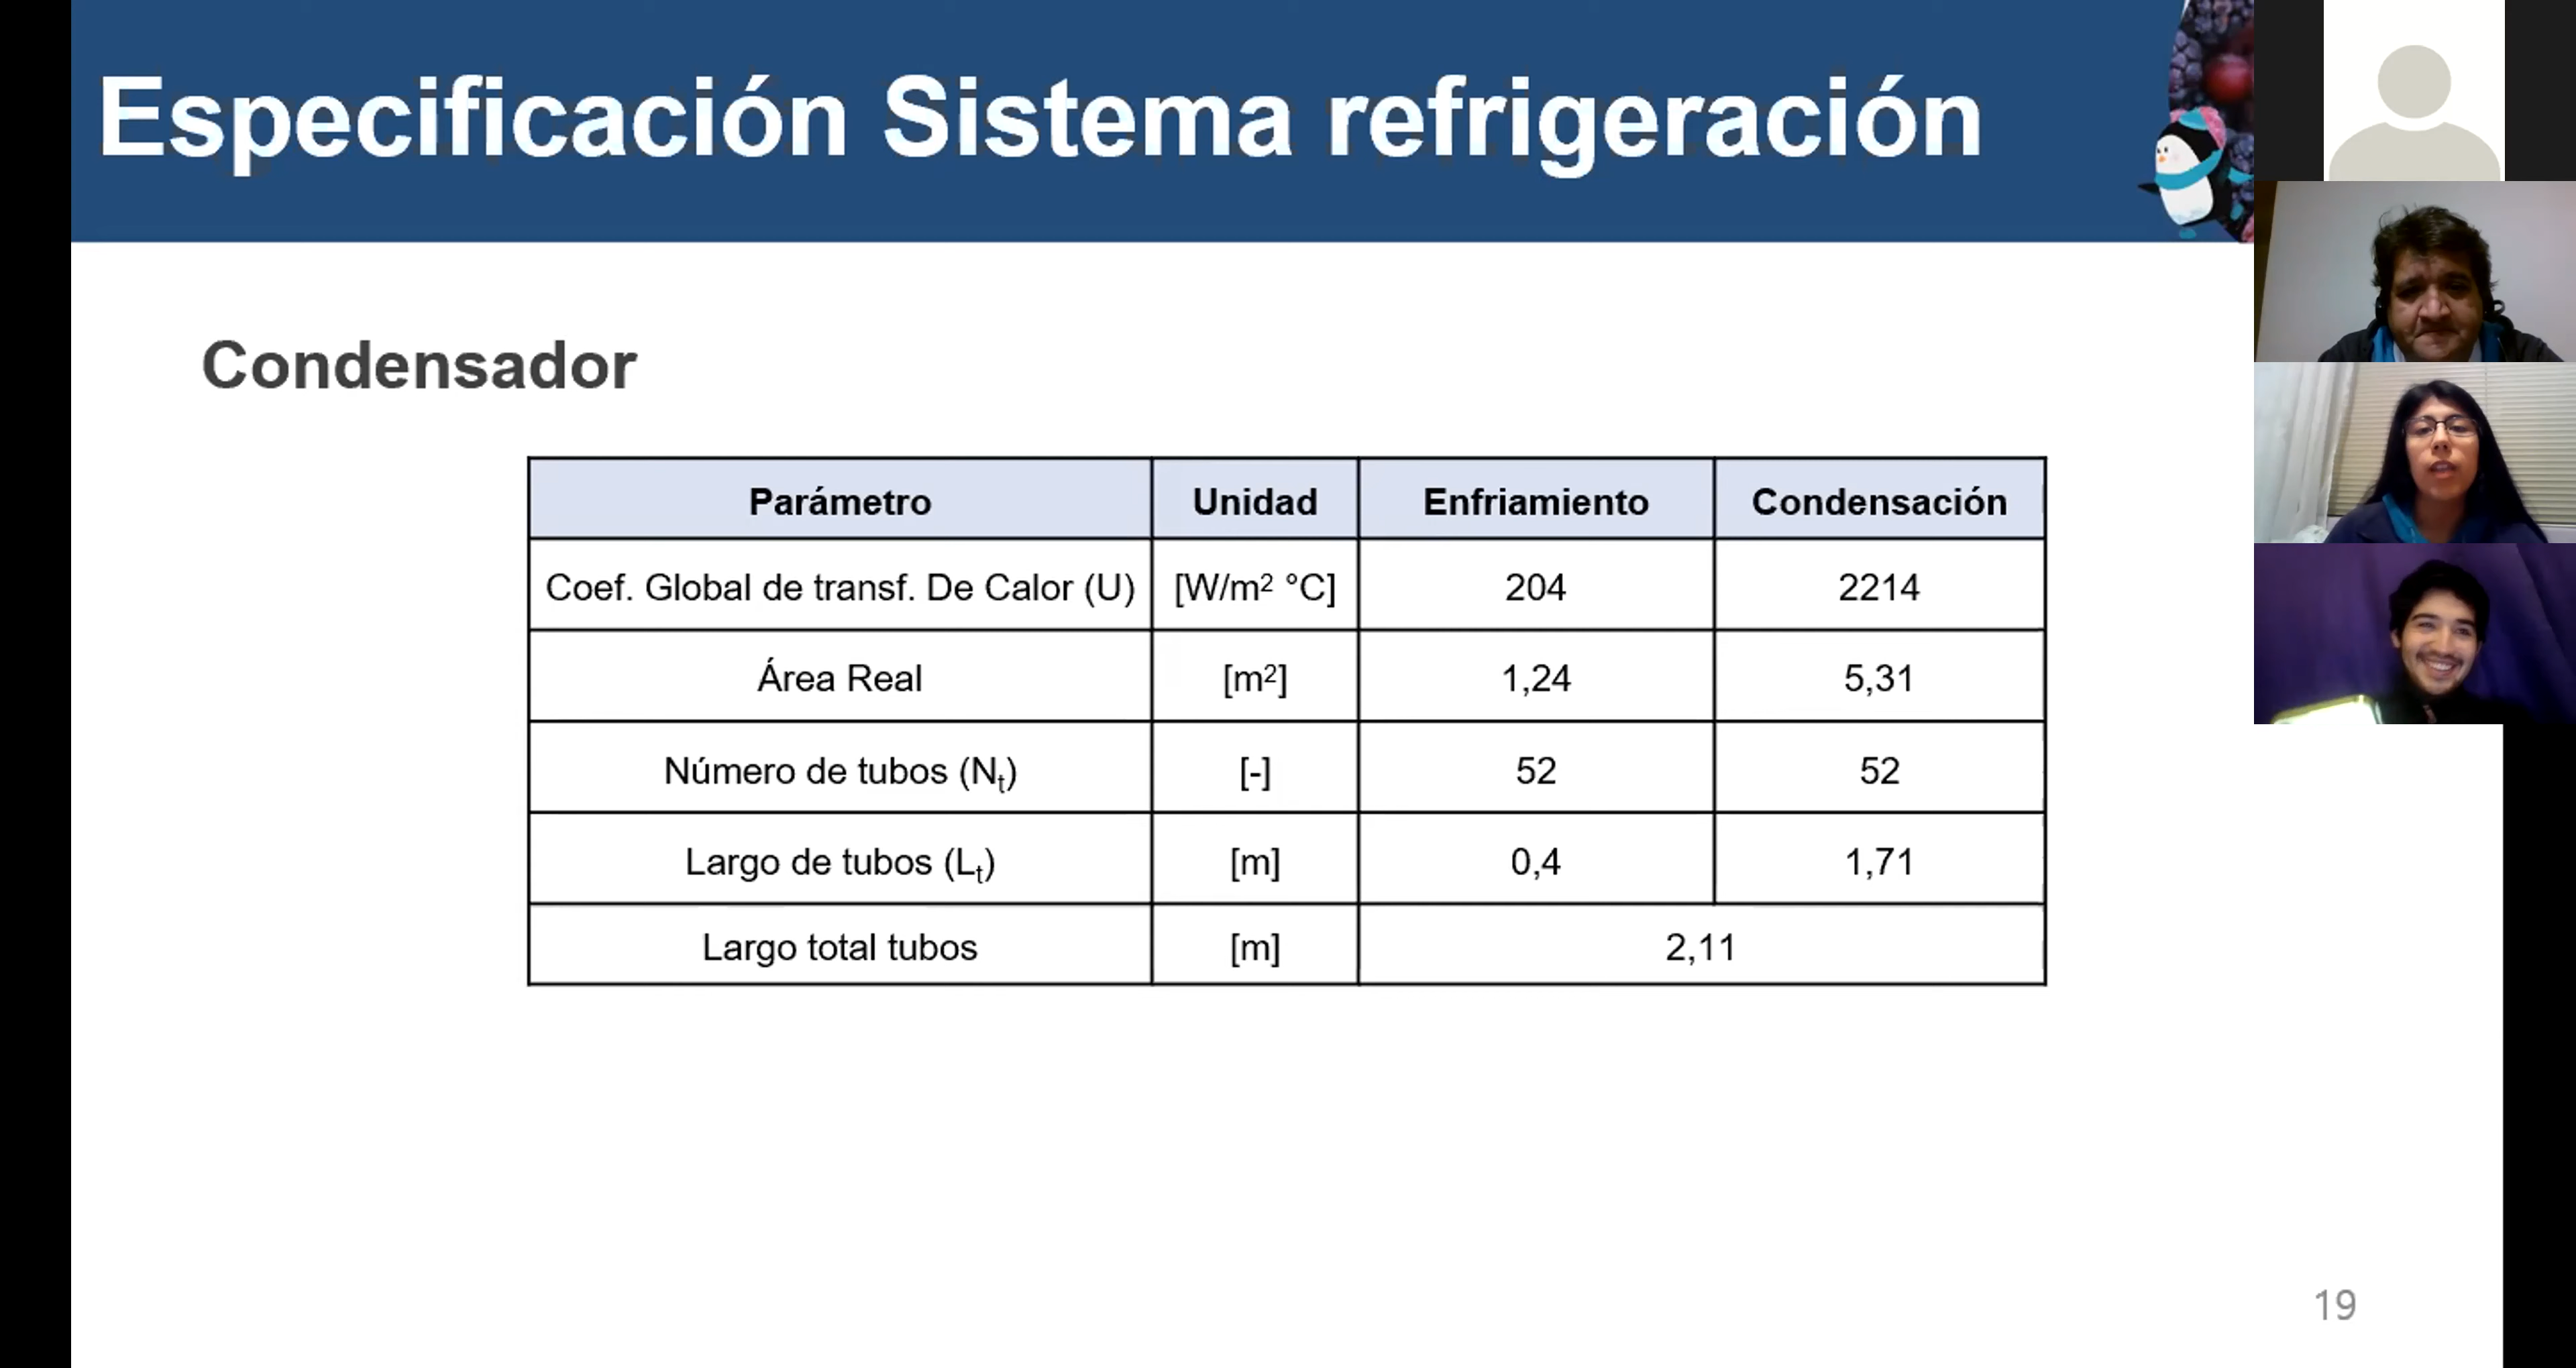 Especificación Sistema refrigeración
Condensador
Parámetro Unidad Enfriamiento Condensación
Coef. Global de transf. De Calor (U) [W/m² °C] 204 2214
Área Real [m²] 1,24 5,31
Número de tubos (Nₜ) [-] 52 52
Largo de tubos (Lₜ) [m] 0,4 1,71
Largo total tubos [m] 2,11
19